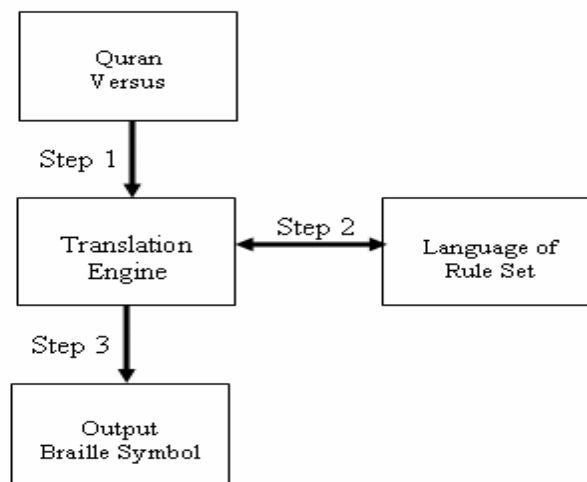 Quran
Versus
Step 1
Translation
Engine
Step 2
Language of
Rule Set
Step 3
Output
Braille Symbol